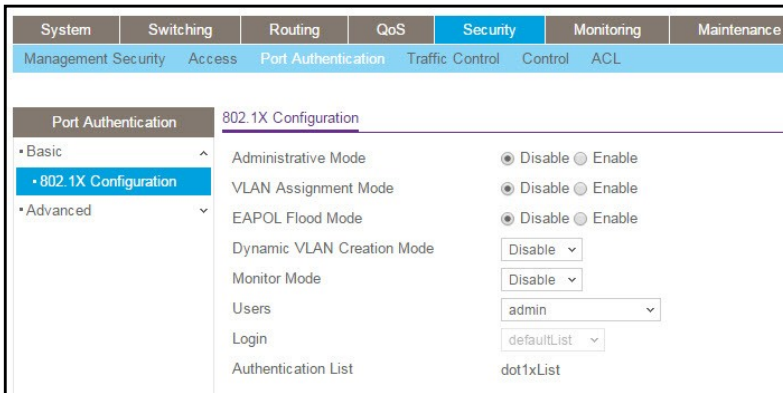 System Switching Routing QoS Security Monitoring Maintenance
Management Security Access Port Authentication Traffic Control Control ACL
Port Authentication
Basic
802.1X Configuration
Advanced
802.1X Configuration
Administrative Mode Disable Enable
VLAN Assignment Mode Disable Enable
EAPOL Flood Mode Disable Enable
Dynamic VLAN Creation Mode Disable
Monitor Mode Disable
Users admin
Login defaultList
Authentication List dot1xList